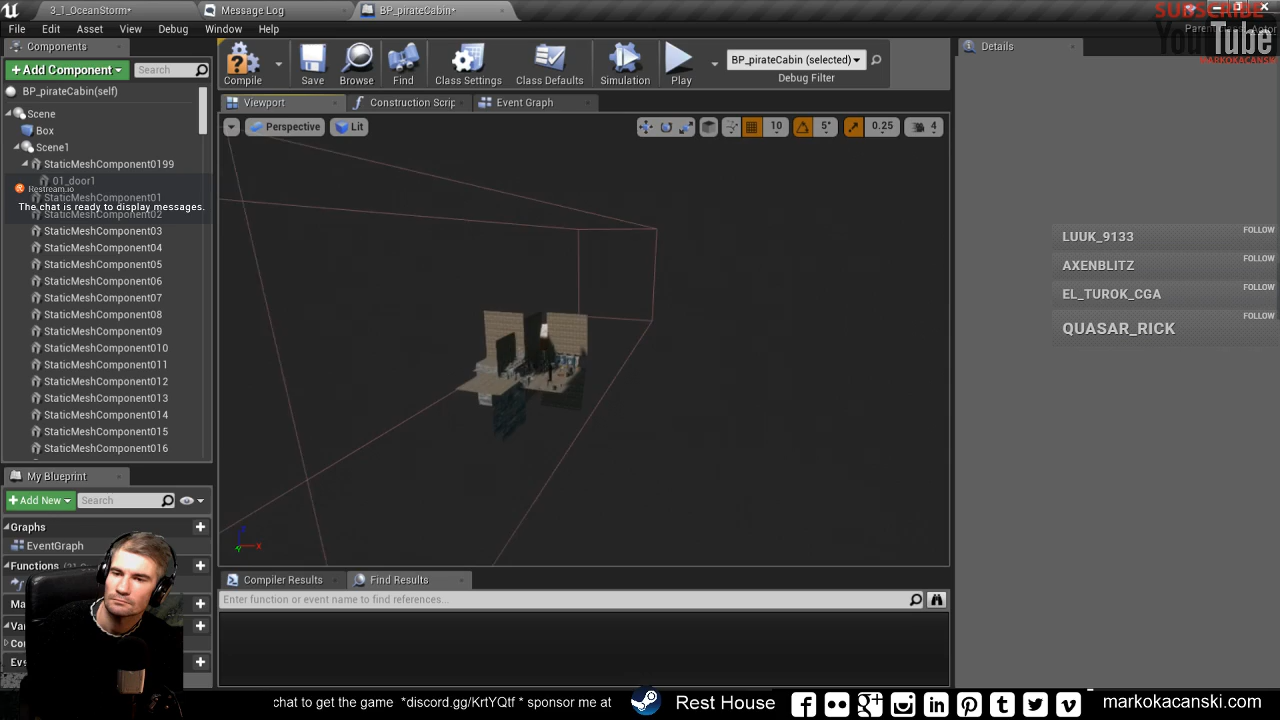 3_1_OceanStorm*
Message Log
BP_pirateCabin*
SUBSCRIBE
File Edit Asset View Debug Window Help
YouTube
MARKOKACANSKI
Components
+ Add Component
Search
BP_pirateCabin(self)
Scene
Box
Scene1
StaticMeshComponent0199
01_door1
Restream.io
StaticMeshComponent01
The chat is ready to display messages.
StaticMeshComponent02
StaticMeshComponent03
StaticMeshComponent04
StaticMeshComponent05
StaticMeshComponent06
StaticMeshComponent07
StaticMeshComponent08
StaticMeshComponent09
StaticMeshComponent010
StaticMeshComponent011
StaticMeshComponent012
StaticMeshComponent013
StaticMeshComponent014
StaticMeshComponent015
StaticMeshComponent016
My Blueprint
+ Add New
Search
Graphs
EventGraph
Functions
Compile Save Browse Find Class Settings Class Defaults Simulation Play
BP_pirateCabin (selected)
Debug Filter
Viewport
Construction Scrip
Event Graph
Perspective
Lit
10 5° 0.25 4
Z
X
Y
Compiler Results
Find Results
Enter function or event name to find references...
Details
LUUK_9133 FOLLOW
AXENBLITZ FOLLOW
EL_TUROK_CGA FOLLOW
QUASAR_RICK FOLLOW
chat to get the game *discord.gg/KrtYQtf * sponsor me at
Rest House
markokacanski.com